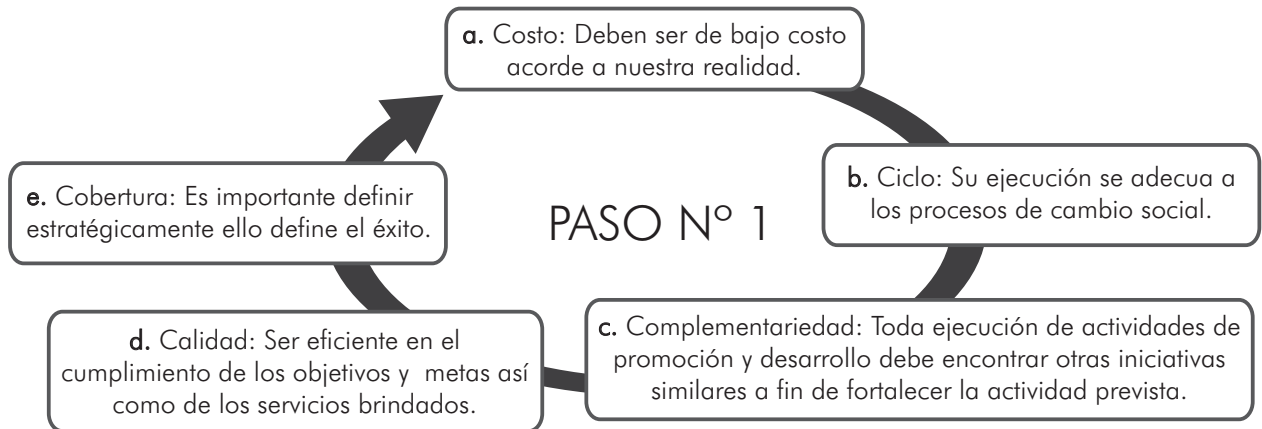 a. Costo: Deben ser de bajo costo
acorde a nuestra realidad.
b. Ciclo: Su ejecución se adecua a
los procesos de cambio social.
e. Cobertura: Es importante definir
estratégicamente ello define el éxito.
PASO Nº 1
c. Complementariedad: Toda ejecución de actividades de
promoción y desarrollo debe encontrar otras iniciativas
similares a fin de fortalecer la actividad prevista.
d. Calidad: Ser eficiente en el
cumplimiento de los objetivos y metas así
como de los servicios brindados.